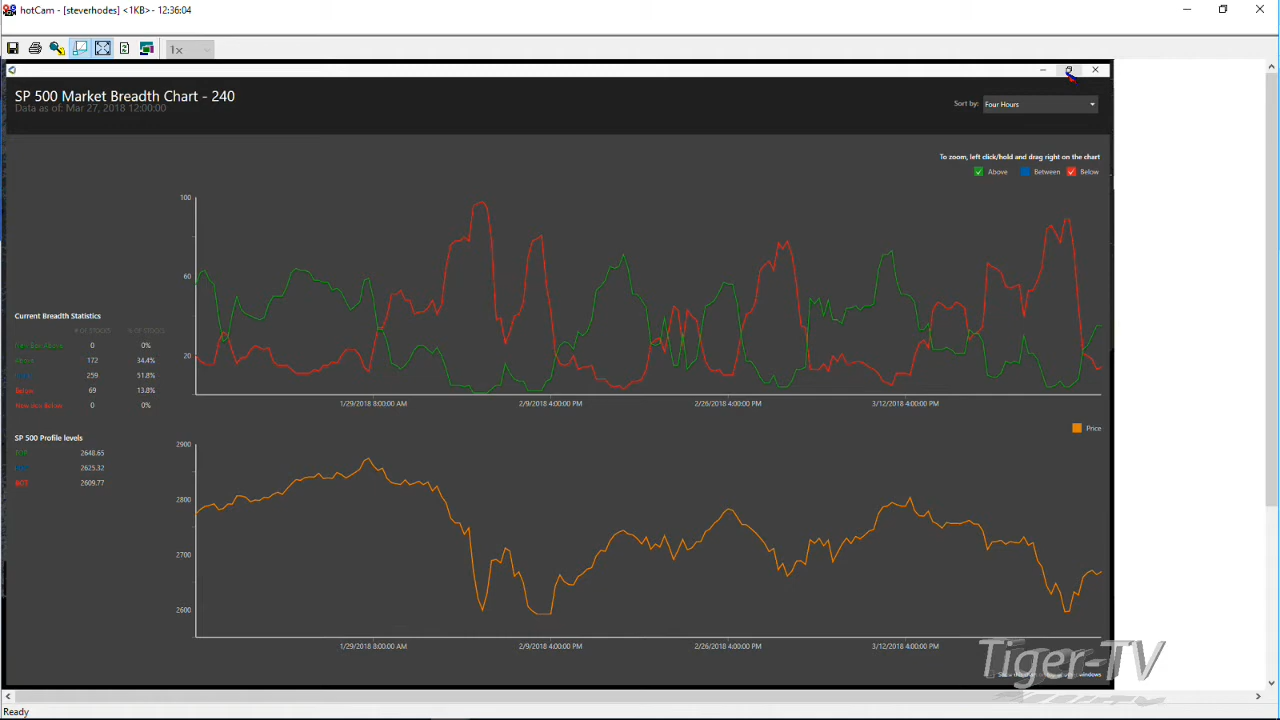 hotCam - [steverhodes] <1KB> - 12:36:04
1x
SP 500 Market Breadth Chart - 240
Data as of: Mar 27, 2018 12:00:00
Sort by: Four Hours
To zoom, left click/hold and drag right on the chart
Above Between Below
100
60
20
1/29/2018 8:00:00 AM 2/9/2018 4:00:00 PM 2/26/2018 4:00:00 PM 3/12/2018 4:00:00 PM
Current Breadth Statistics
# OF STOCKS % OF STOCKS
0 0%
Above 172 34.4%
259 51.8%
Below 69 13.8%
0 0%
SP 500 Profile levels
TOP 2648.65
2625.32
BOT 2609.77
Price
2900
2800
2700
2600
1/29/2018 8:00:00 AM 2/9/2018 4:00:00 PM 2/26/2018 4:00:00 PM 3/12/2018 4:00:00 PM
Tiger-TV
windows
Ready